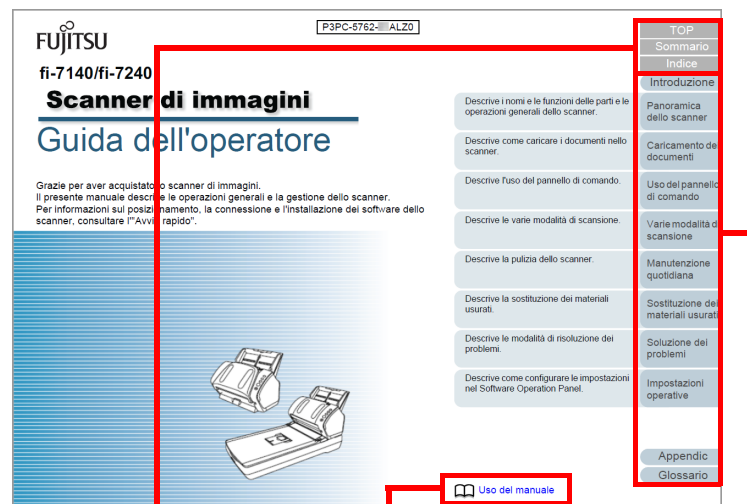 P3PC-5762- ALZ0
FUJITSU
fi-7140/fi-7240
Scanner di immagini
Guida dell'operatore
Grazie per aver acquistato lo scanner di immagini.
Il presente manuale descrive le operazioni generali e la gestione dello scanner.
Per informazioni sul posizionamento, la connessione e l'installazione dei software dello
scanner, consultare l'"Avvio rapido".
TOP
Sommario
Indice
Introduzione
Descrive i nomi e le funzioni delle parti e le
operazioni generali dello scanner.
Panoramica
dello scanner
Descrive come caricare i documenti nello
scanner.
Caricamento de
documenti
Descrive l'uso del pannello di comando.
Uso del pannello
di comando
Descrive le varie modalità di scansione.
Varie modalità d
scansione
Descrive la pulizia dello scanner.
Manutenzione
quotidiana
Descrive la sostituzione dei materiali
usurati.
Sostituzione dei
materiali usurati
Descrive le modalità di risoluzione dei
problemi.
Soluzione dei
problemi
Descrive come configurare le impostazioni
nel Software Operation Panel.
Impostazioni
operative
Appendic
Glossario
Uso del manuale